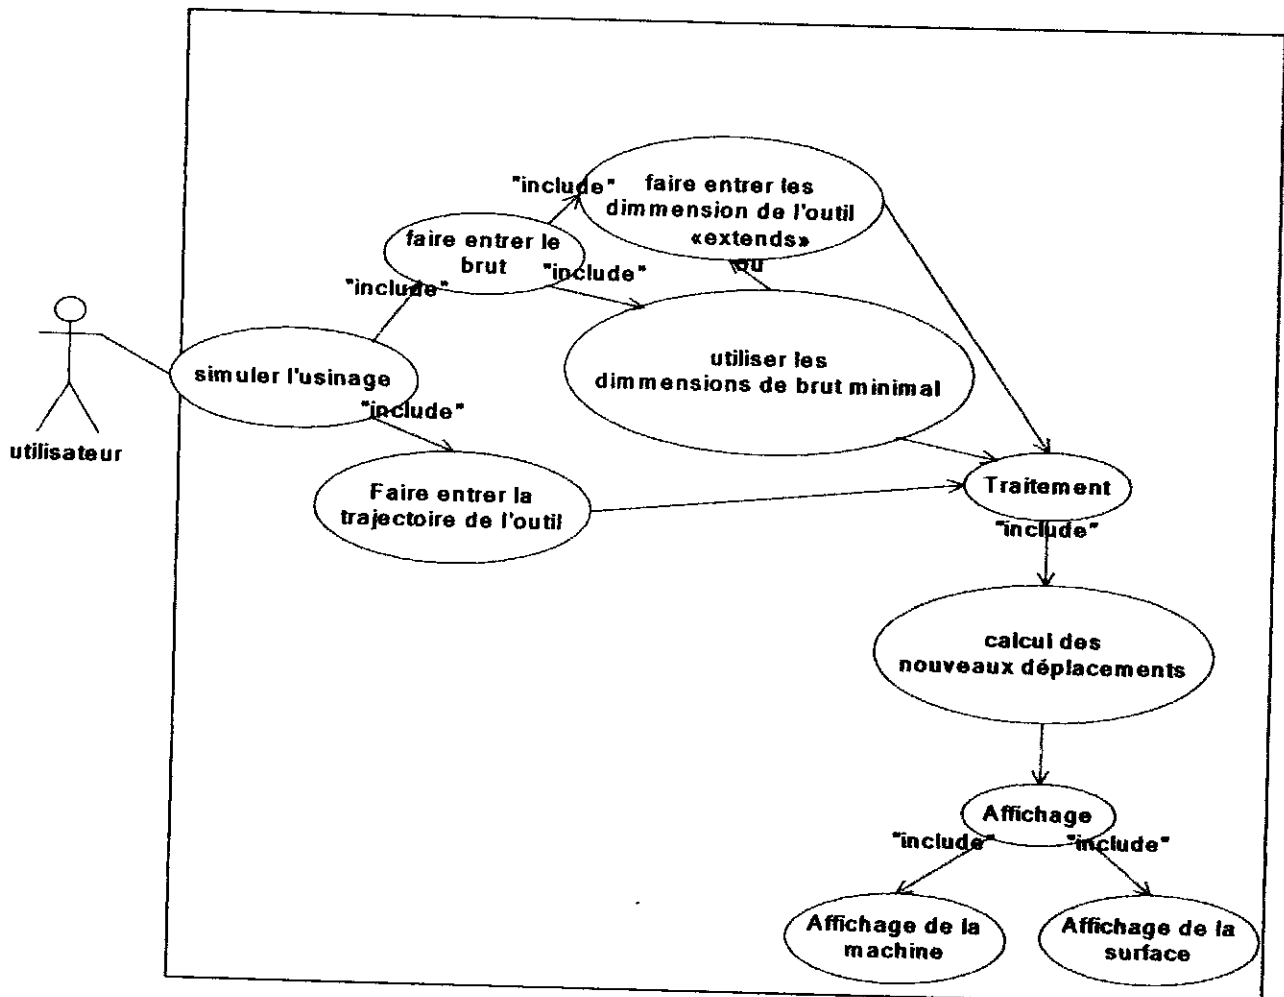 "include"
faire entrer les
dimmension de l'outil
«extends»
ou
faire entrer le
brut
"include"
"include"
utiliser les
dimmensions de brut minimal
simuler l'usinage
"include"
utilisateur
Faire entrer la
trajectoire de l'outil
Traitement
"include"
calcul des
nouveaux déplacements
Affichage
"include"
"include"
Affichage de la
machine
Affichage de la
surface